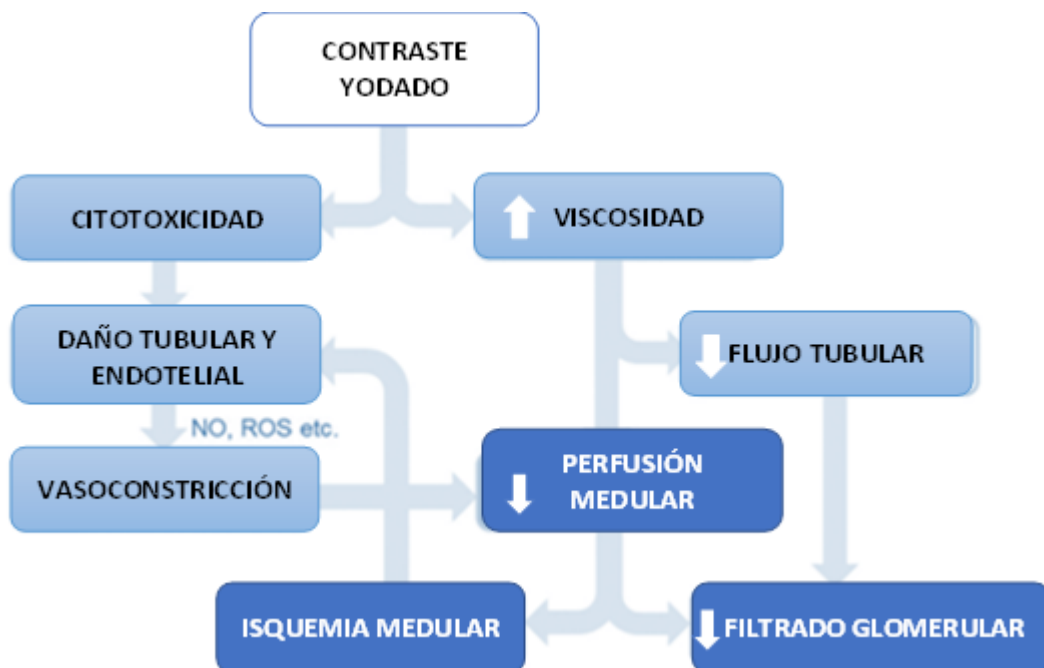 CONTRASTE
YODADO
CITOTOXICIDAD
VISCOSIDAD
DAÑO TUBULAR Y
ENDOTELIAL
FLUJO TUBULAR
NO, ROS etc.
VASOCONSTRICCIÓN
PERFUSIÓN
MEDULAR
ISQUEMIA MEDULAR
FILTRADO GLOMERULAR